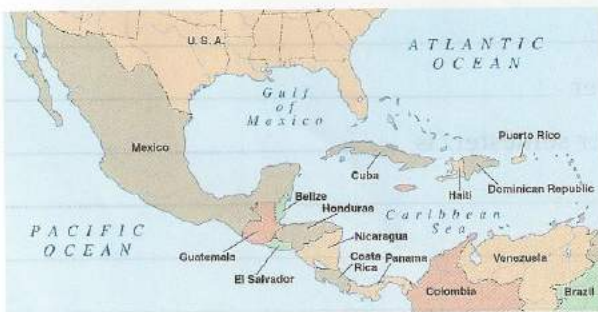 U.S.A.
ATLANTIC
OCEAN
Gulf
of
Mexico
Mexico
Puerto Rico
Cuba
Haiti
Dominican Republic
Belize
Honduras
Caribbean
Sea
PACIFIC
OCEAN
Nicaragua
Guatemala
Costa
Rica
Panama
Venezuela
El Salvador
Colombia
Brazil